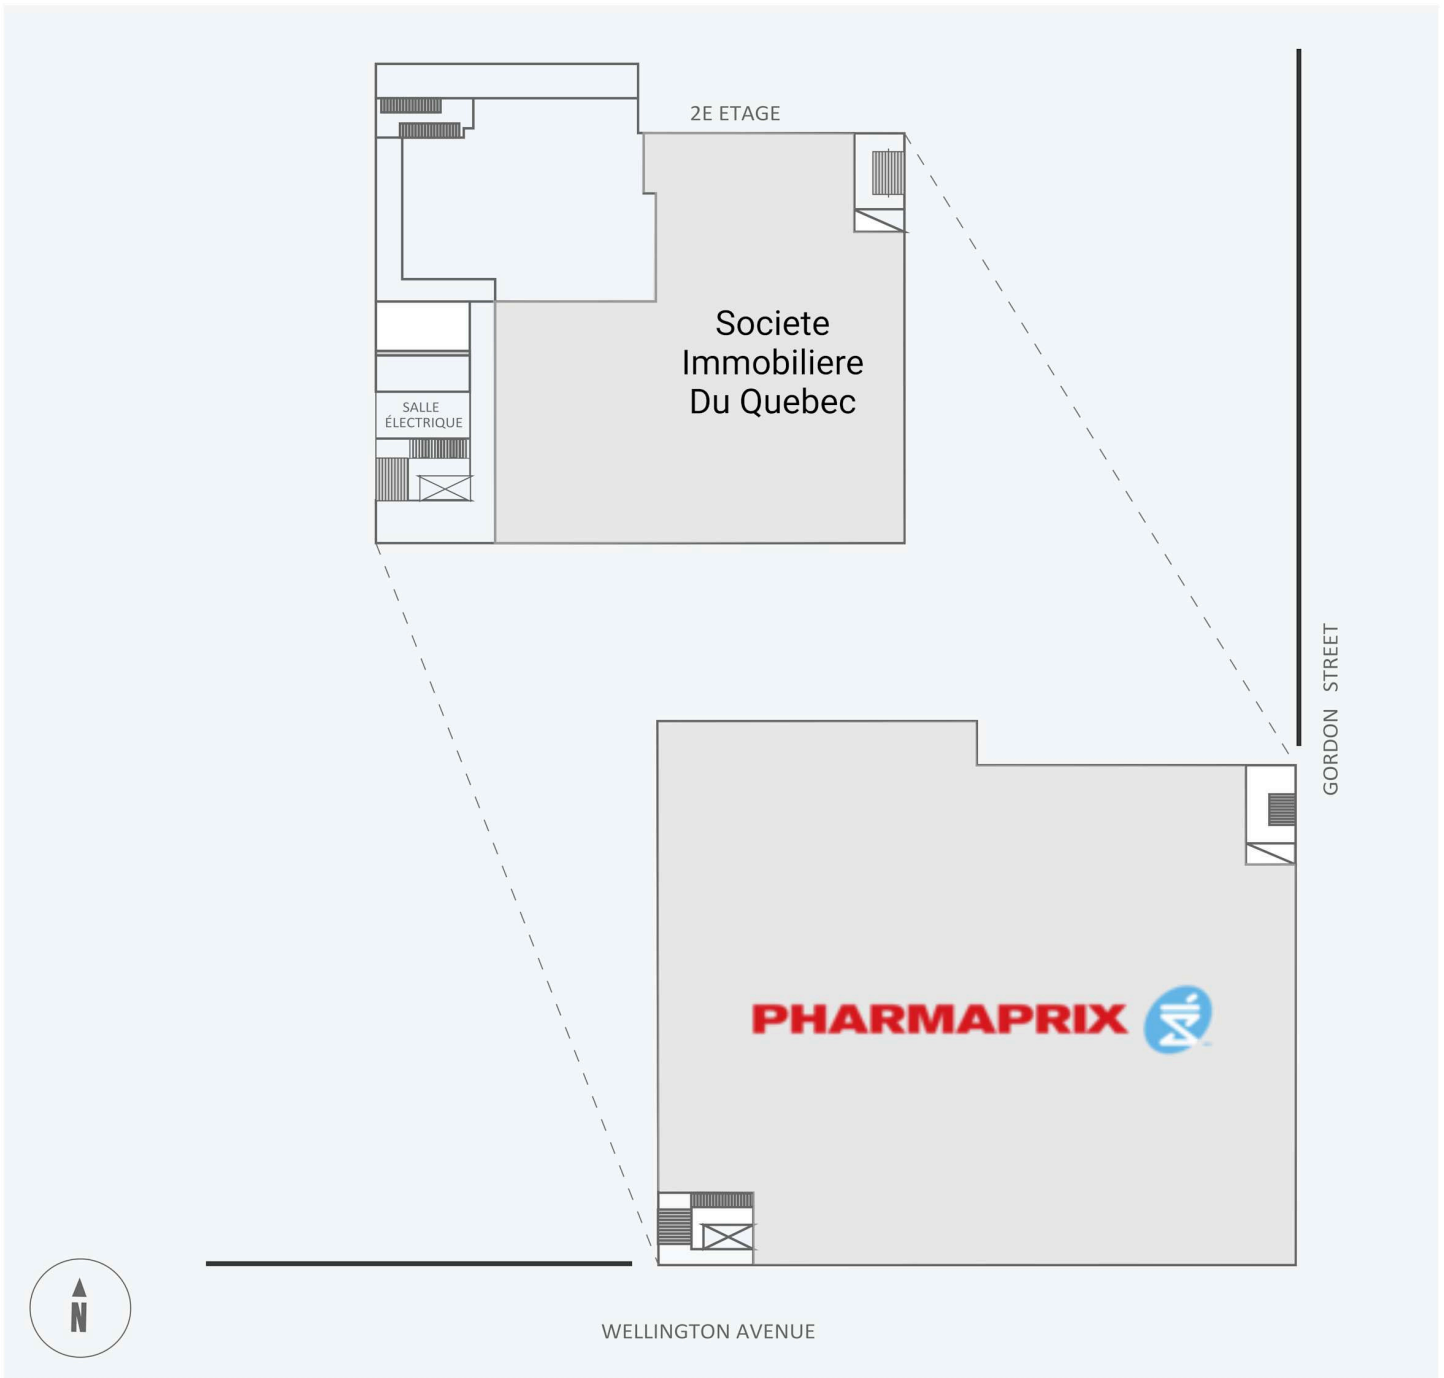 2E ETAGE
Societe
Immobiliere
Du Quebec
SALLE
ÉLECTRIQUE
GORDON STREET
PHARMAPRIX
N
WELLINGTON AVENUE